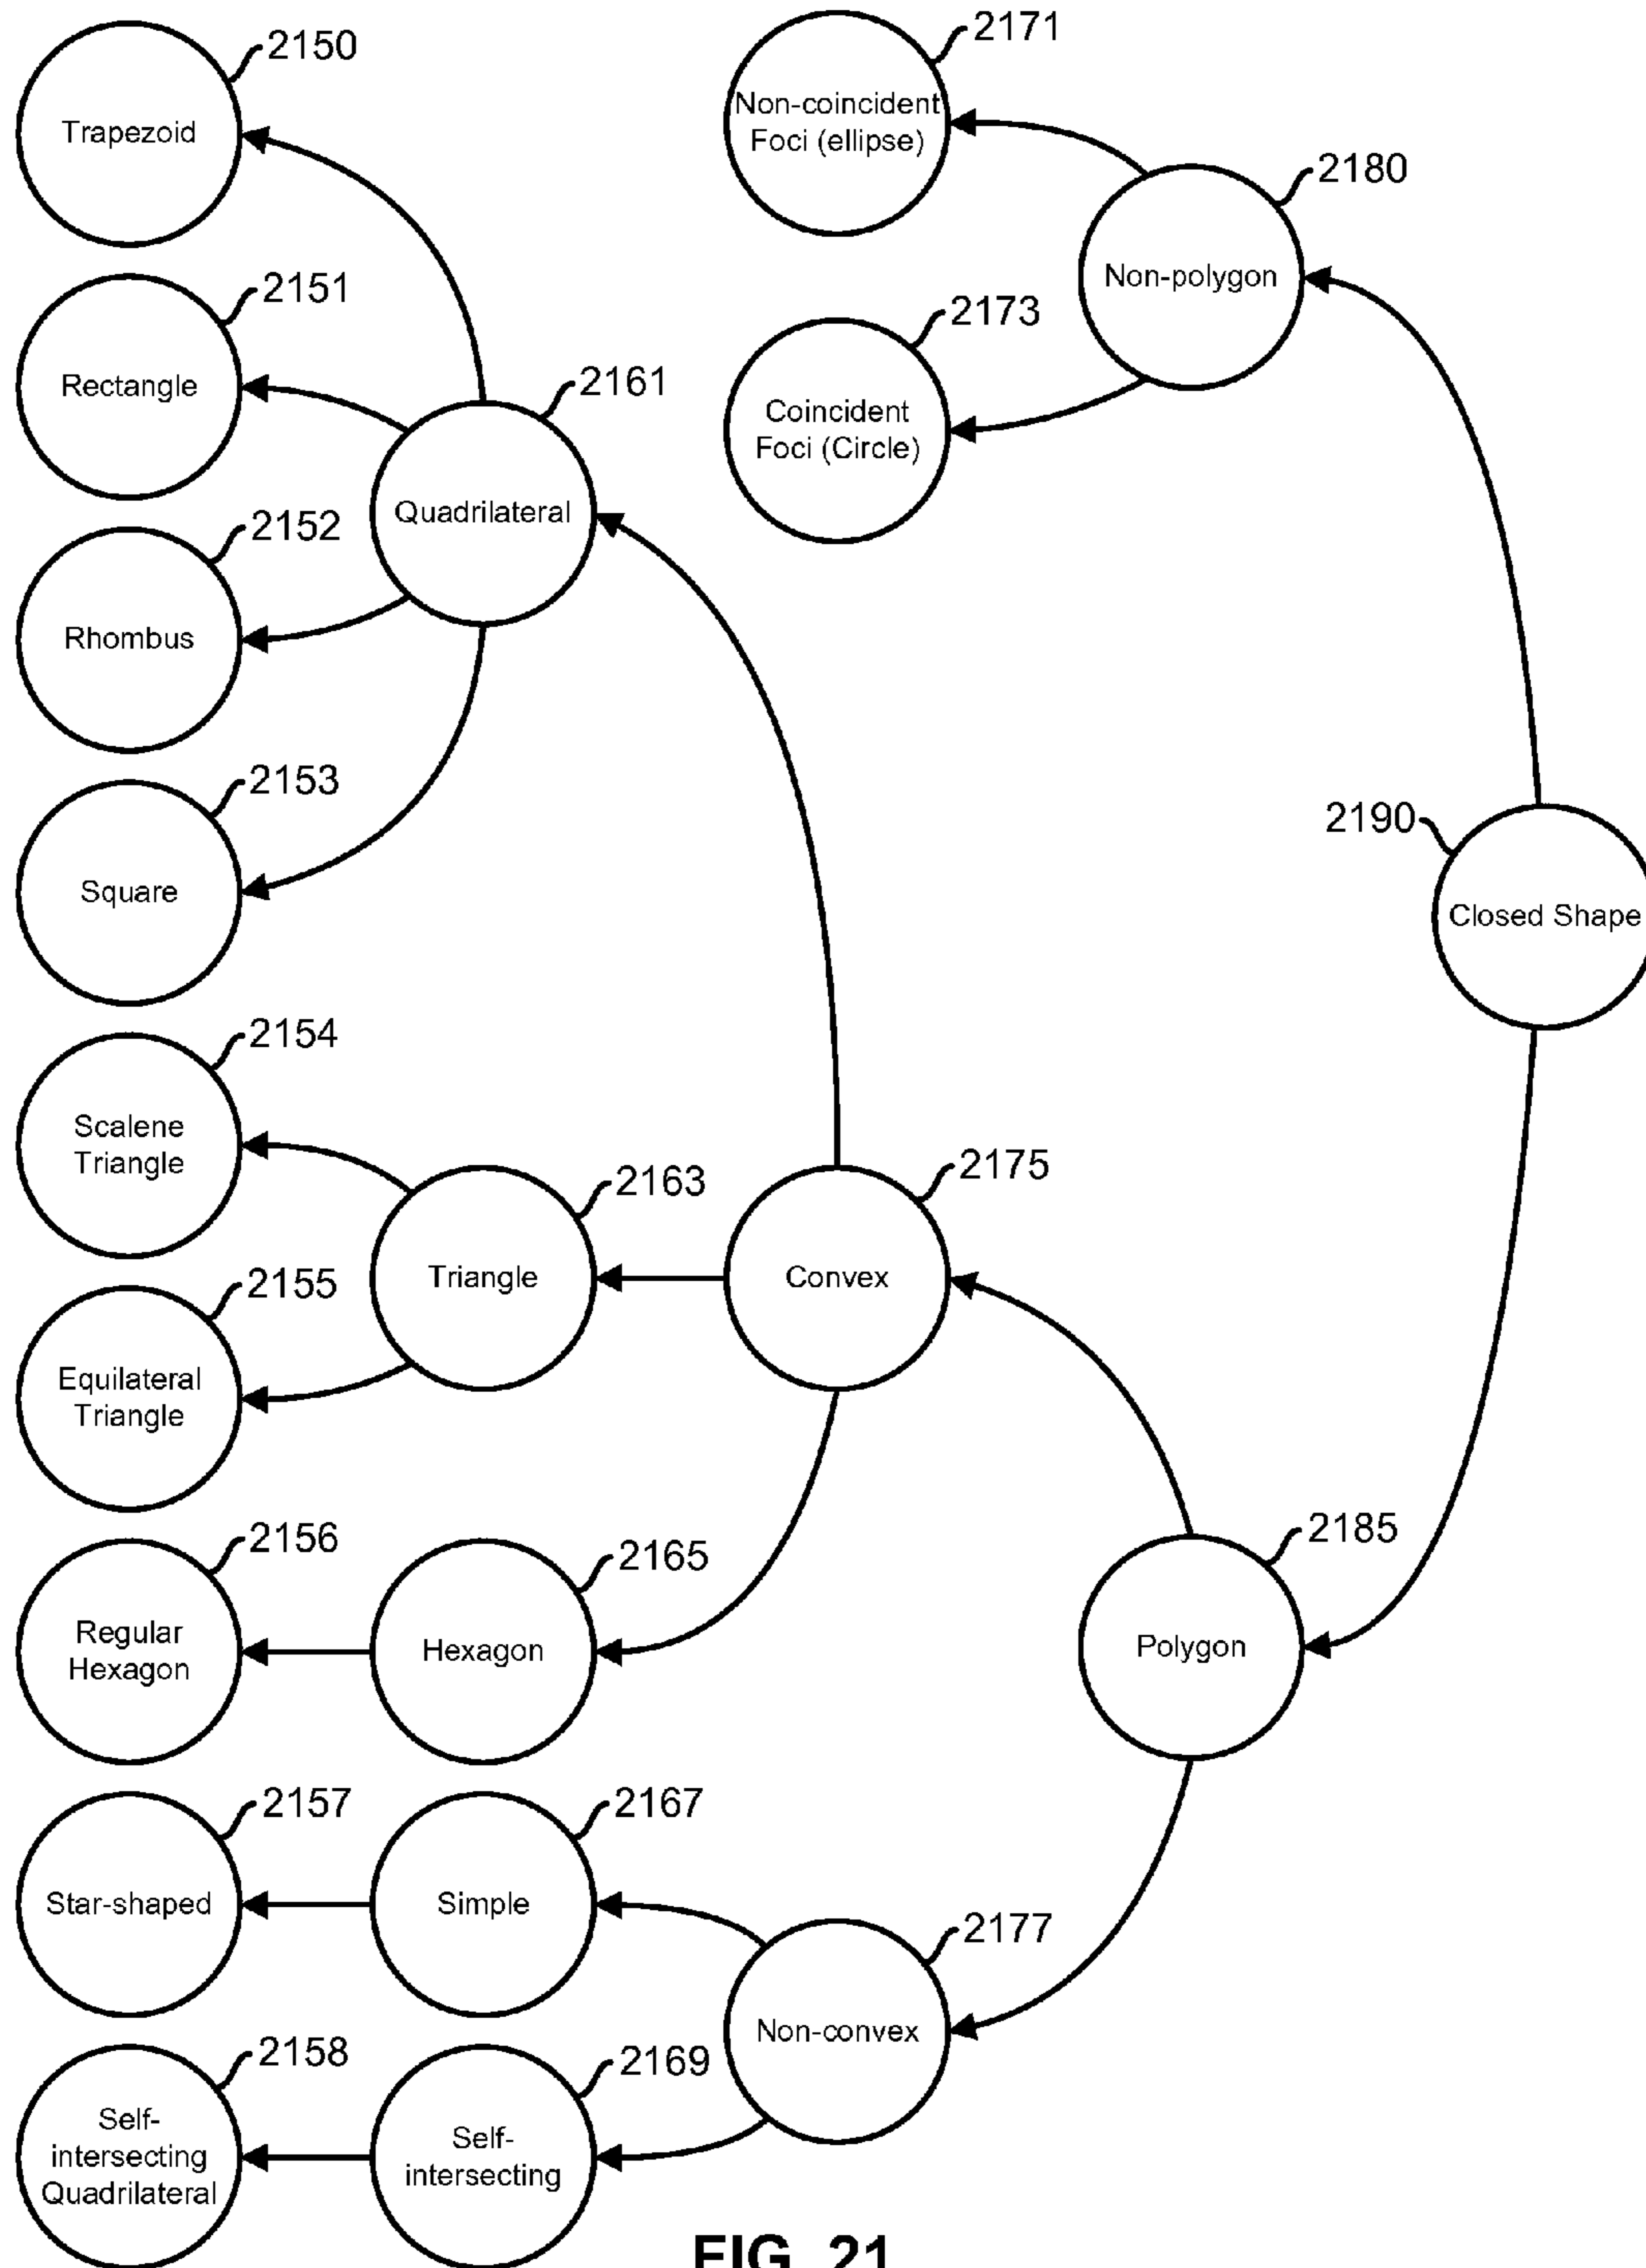 2150
Trapezoid
2171
Non-coincident
Foci (ellipse)
2180
Non-polygon
2151
Rectangle
2173
Coincident
Foci (Circle)
2161
Quadrilateral
2152
Rhombus
2153
Square
2190
Closed Shape
2154
Scalene
Triangle
2163
Triangle
2175
Convex
2155
Equilateral
Triangle
2185
Polygon
2156
Regular
Hexagon
2165
Hexagon
2157
Star-shaped
2167
Simple
2177
Non-convex
2158
Self-
intersecting
Quadrilateral
2169
Self-
intersecting
FIG. 21